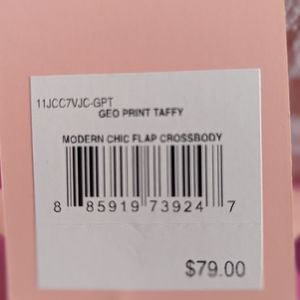 11JCC7VJC-GPT
GEO PRINT TAFFY
MODERN CHIC FLAP CROSSBODY
8 85919 73924 7
$79.00